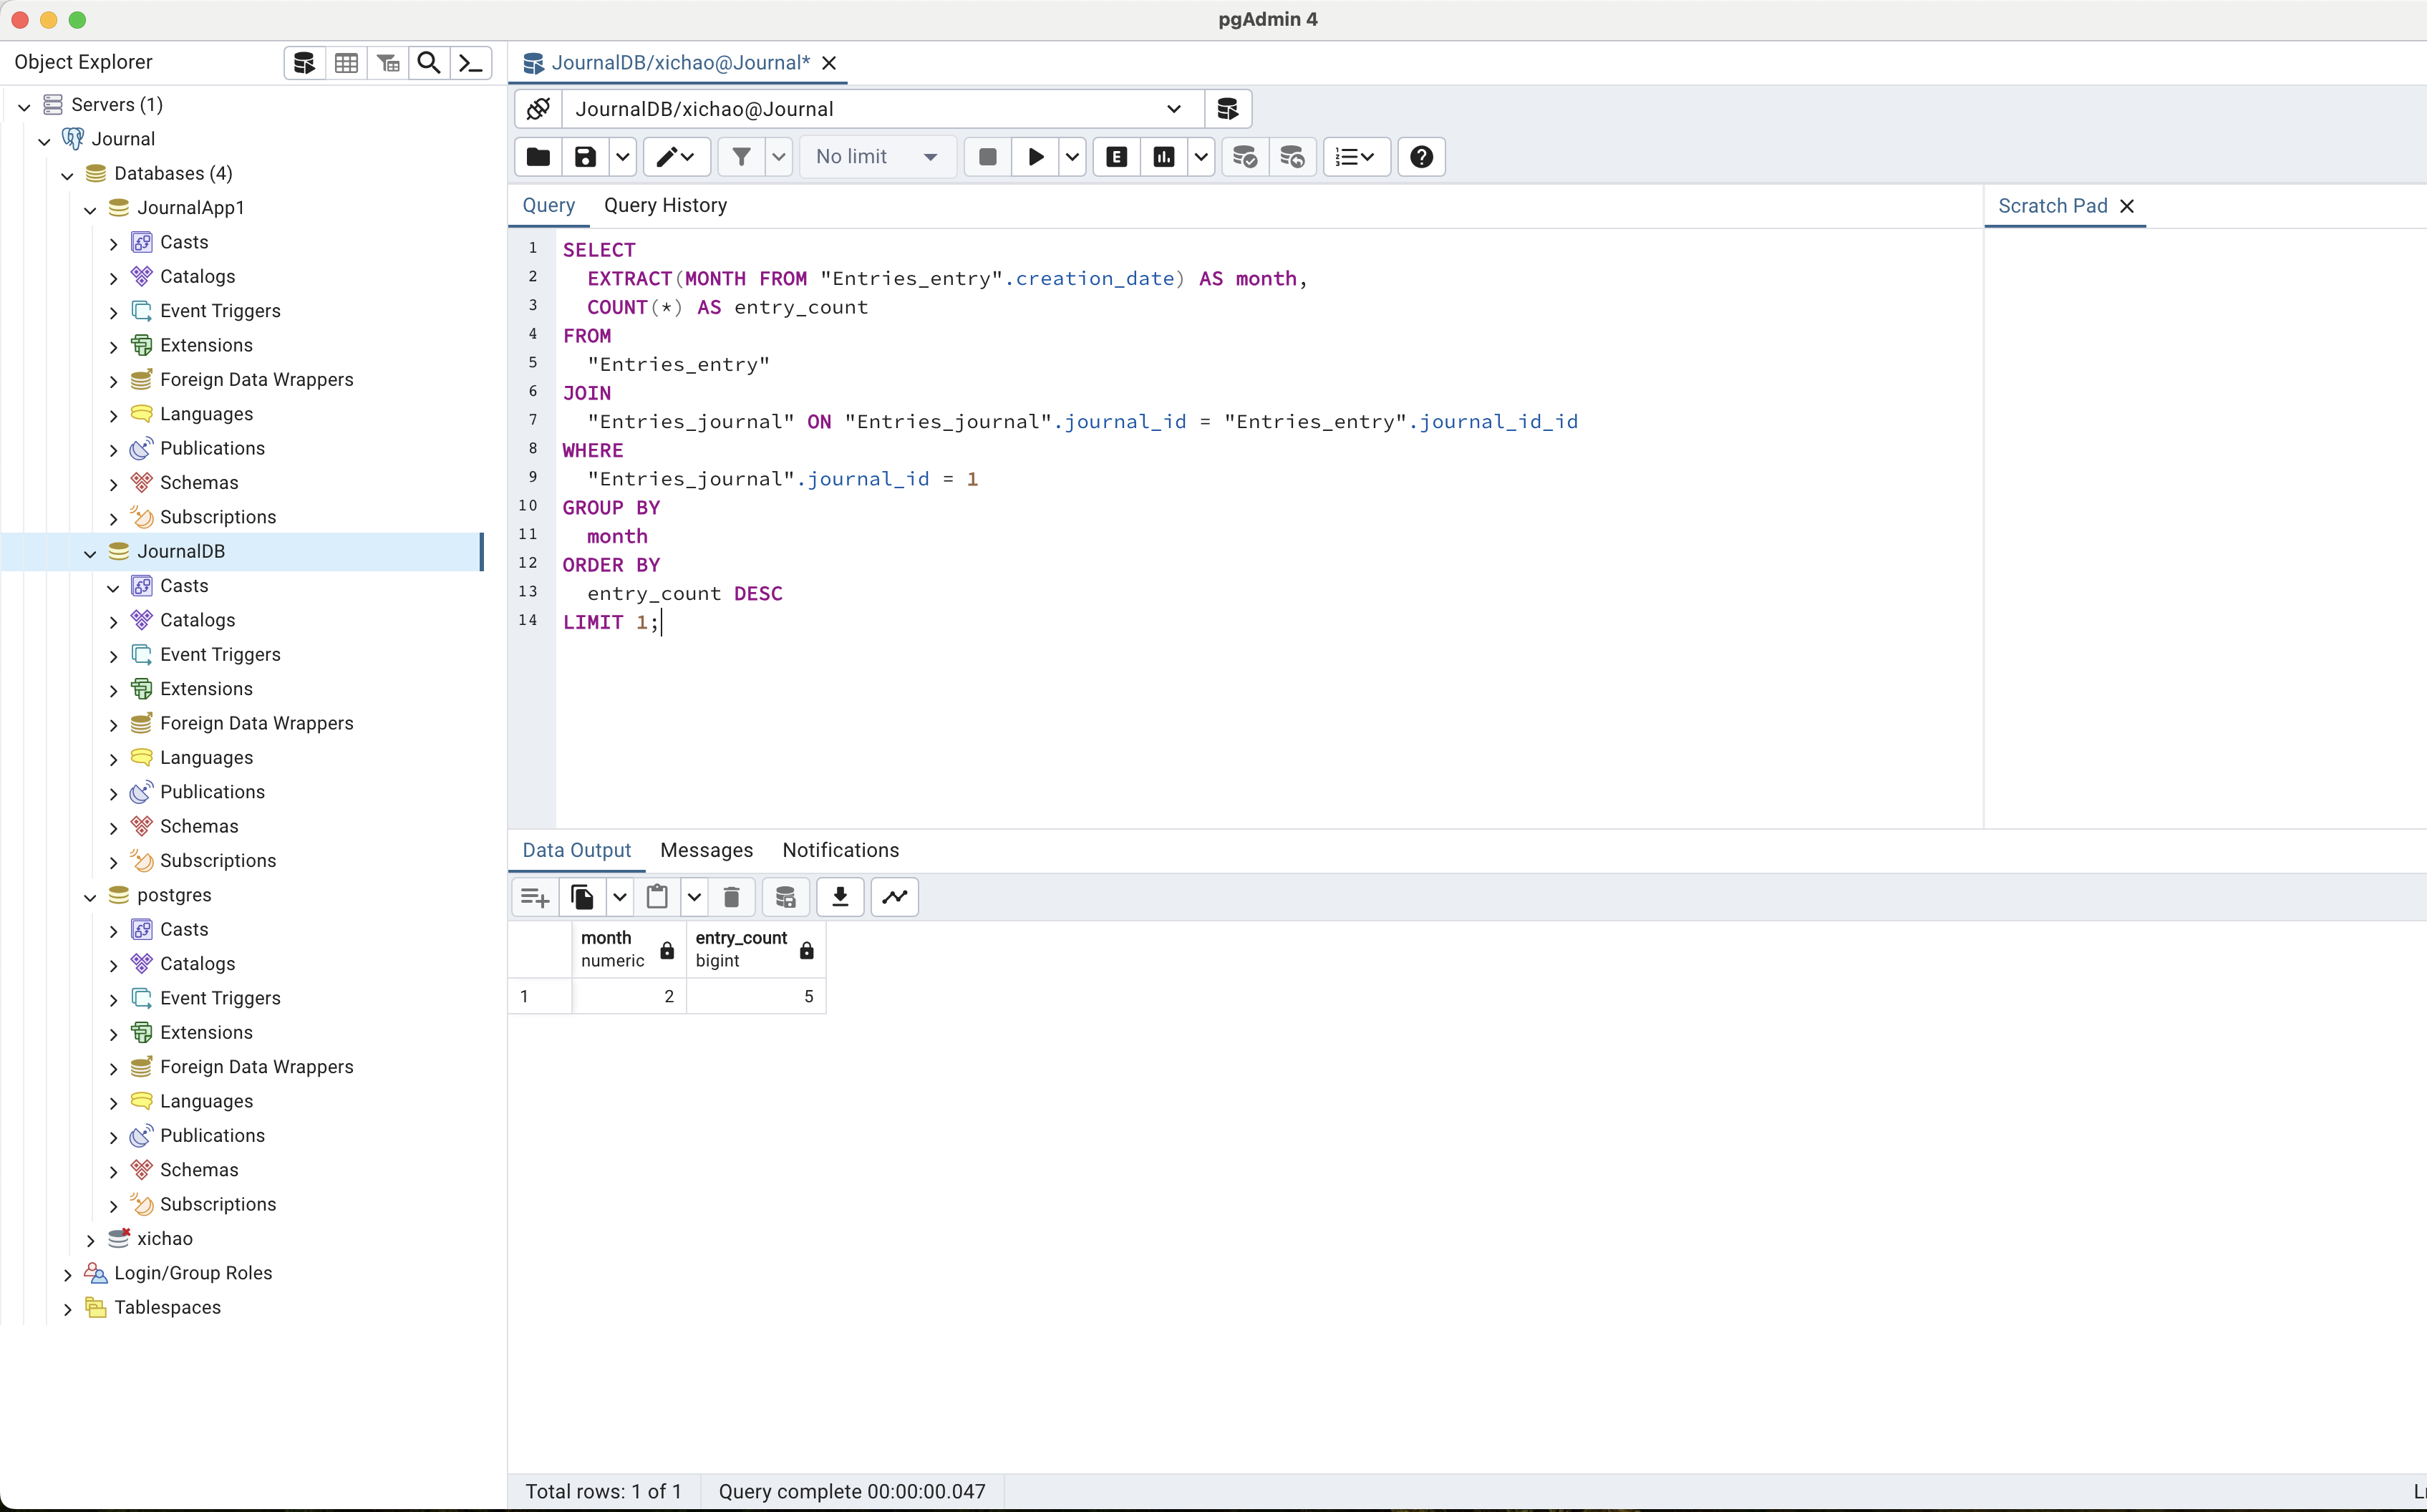 pgAdmin 4
Object Explorer
Servers (1)
Journal
Databases (4)
JournalApp1
Casts
Catalogs
Event Triggers
Extensions
Foreign Data Wrappers
Languages
Publications
Schemas
Subscriptions
JournalDB
Casts
Catalogs
Event Triggers
Extensions
Foreign Data Wrappers
Languages
Publications
Schemas
Subscriptions
postgres
Casts
Catalogs
Event Triggers
Extensions
Foreign Data Wrappers
Languages
Publications
Schemas
Subscriptions
xichao
Login/Group Roles
Tablespaces
JournalDB/xichao@Journal*
JournalDB/xichao@Journal
No limit
E
Query Query History
Scratch Pad
1 SELECT
2 EXTRACT(MONTH FROM "Entries_entry".creation_date) AS month,
3 COUNT(*) AS entry_count
4 FROM
5 "Entries_entry"
6 JOIN
7 "Entries_journal" ON "Entries_journal".journal_id = "Entries_entry".journal_id_id
8 WHERE
9 "Entries_journal".journal_id = 1
10 GROUP BY
11 month
12 ORDER BY
13 entry_count DESC
14 LIMIT 1;
Data Output Messages Notifications
month entry_count
numeric bigint
1 2 5
Total rows: 1 of 1 Query complete 00:00:00.047